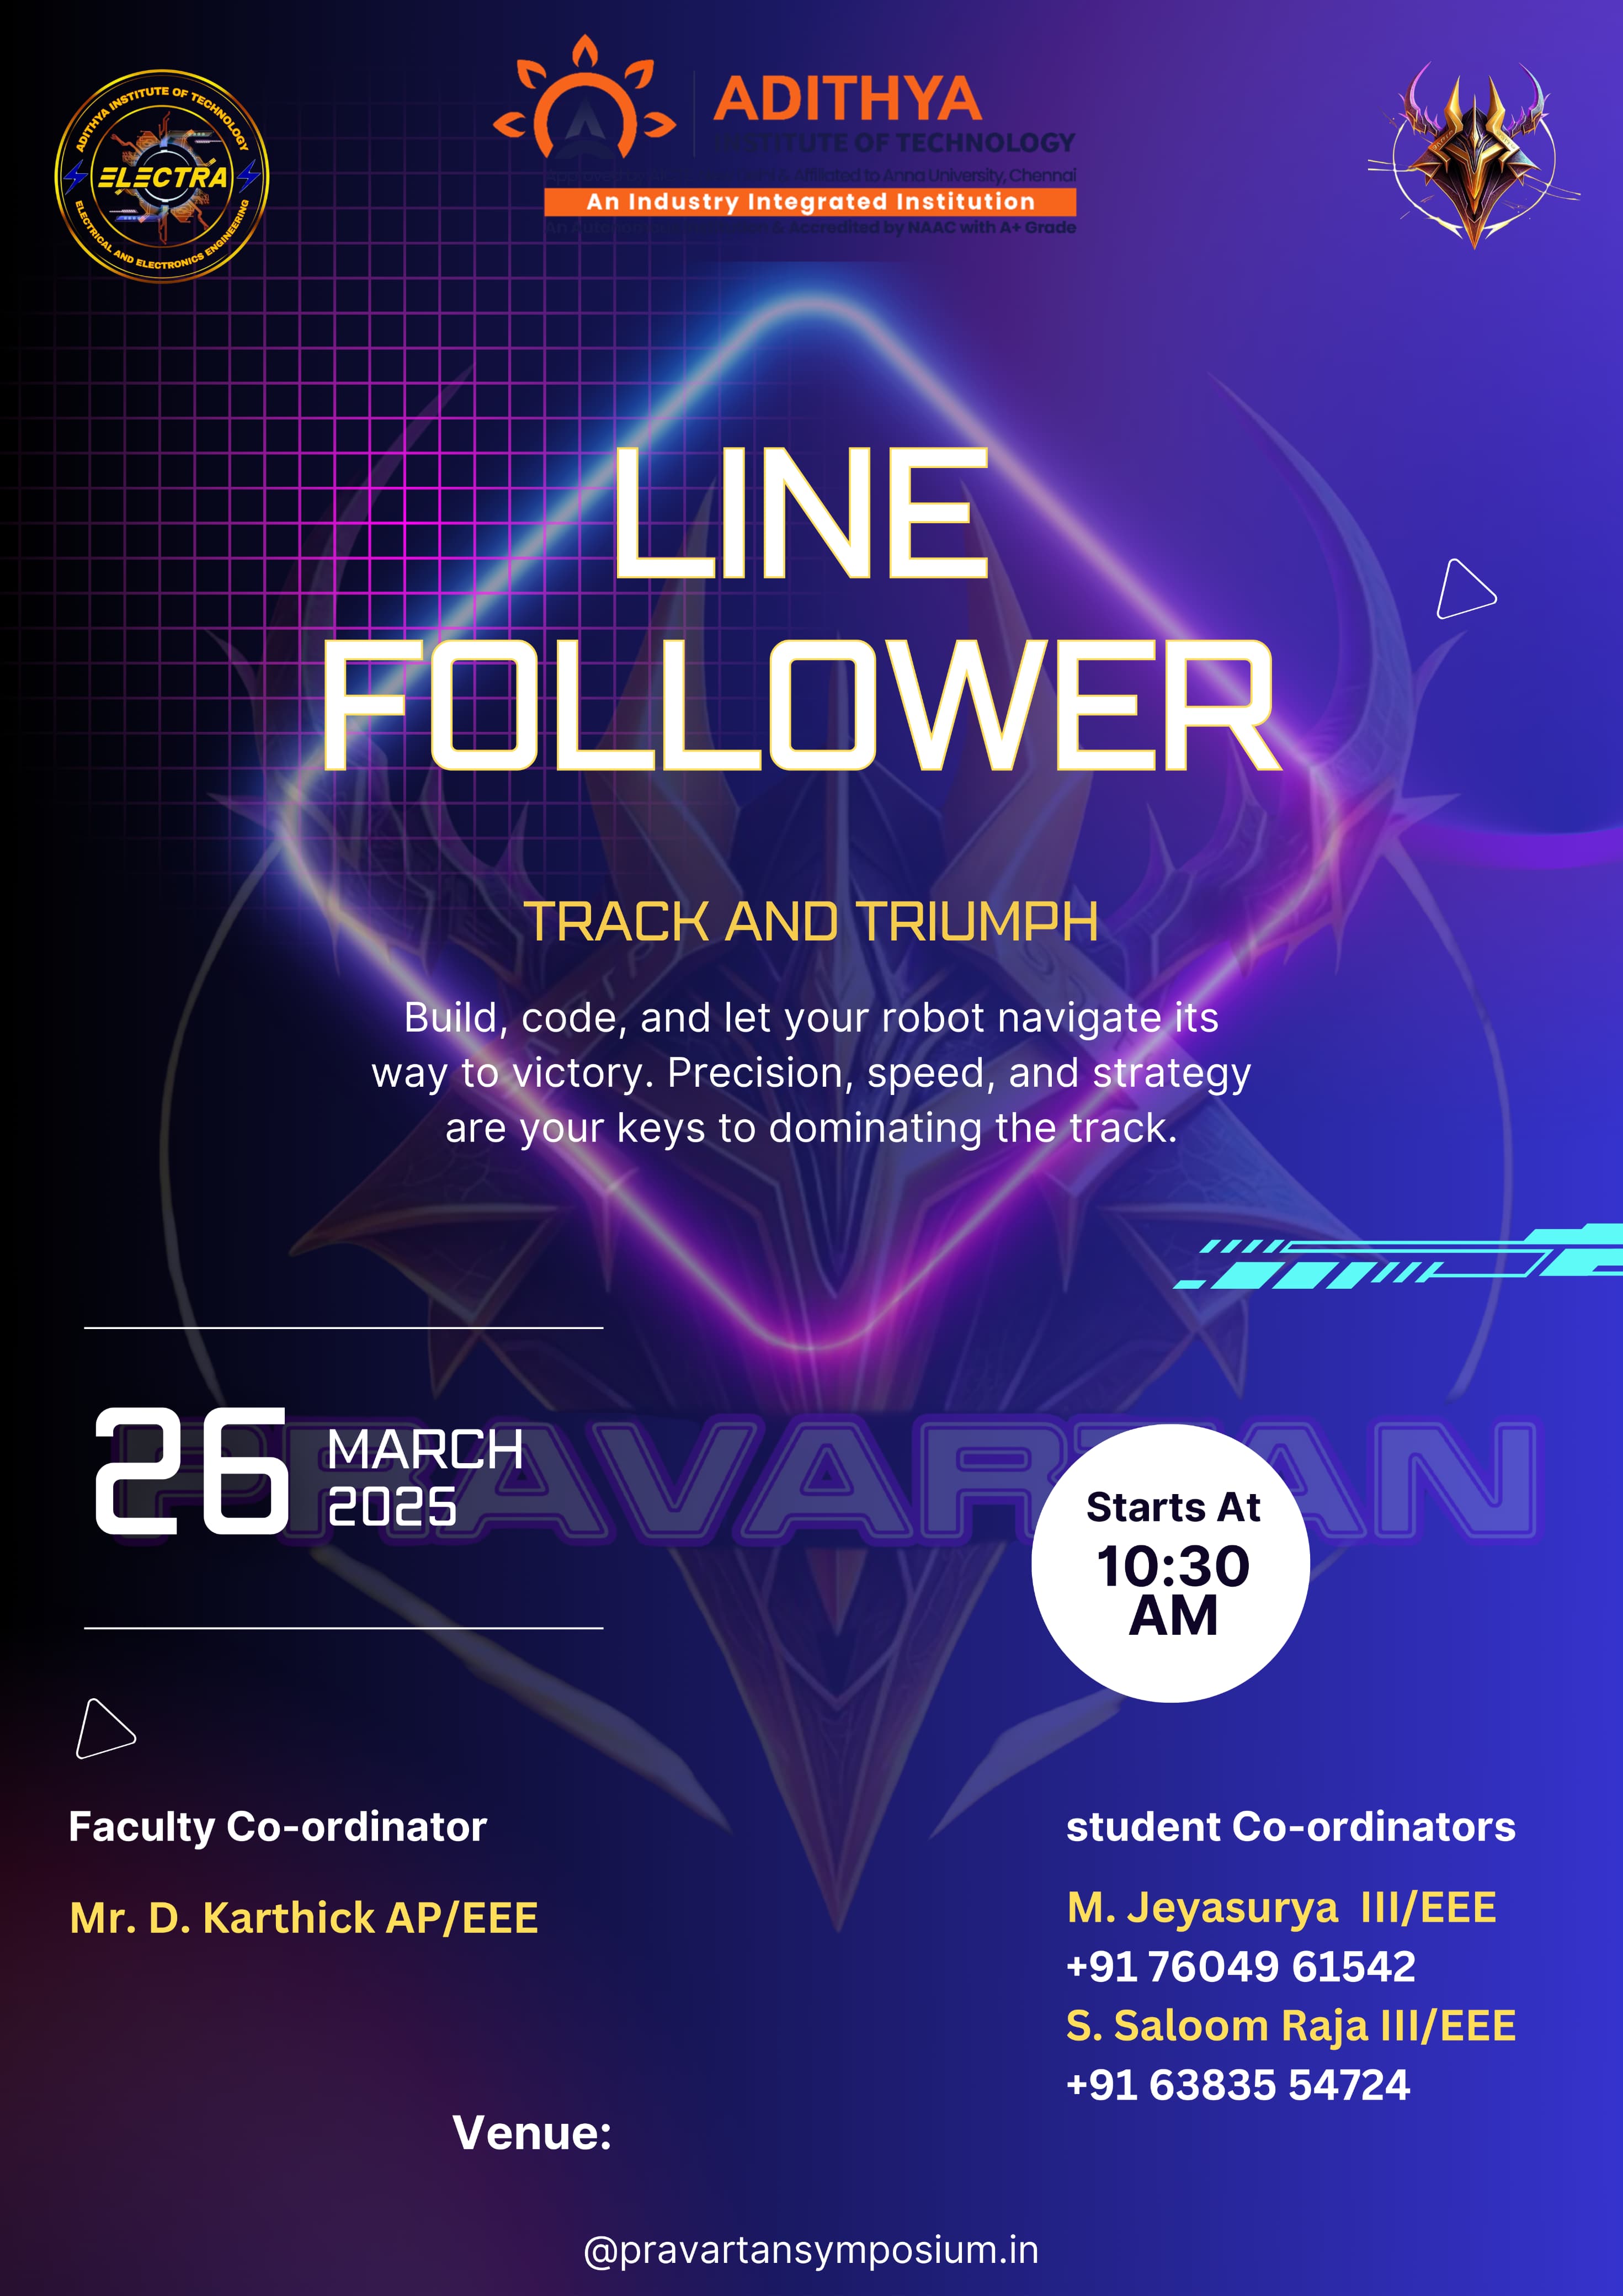 ADITHYA INSTITUTE OF TECHNOLOGY
ELECTRA
ELECTRICAL AND ELECTRONICS ENGINEERING
ADITHYA
INSTITUTE OF TECHNOLOGY
& Affiliated to Anna University, Chennai
An Industry Integrated Institution
& Accredited by NAAC with A+ Grade
LINE
FOLLOWER
TRACK AND TRIUMPH
Build, code, and let your robot navigate its
way to victory. Precision, speed, and strategy
are your keys to dominating the track.
PRAVARTAN
26
MARCH
2025
Starts At
10:30
AM
Faculty Co-ordinator
Mr. D. Karthick AP/EEE
student Co-ordinators
M. Jeyasurya III/EEE
+91 76049 61542
S. Saloom Raja III/EEE
+91 63835 54724
Venue:
@pravartansymposium.in